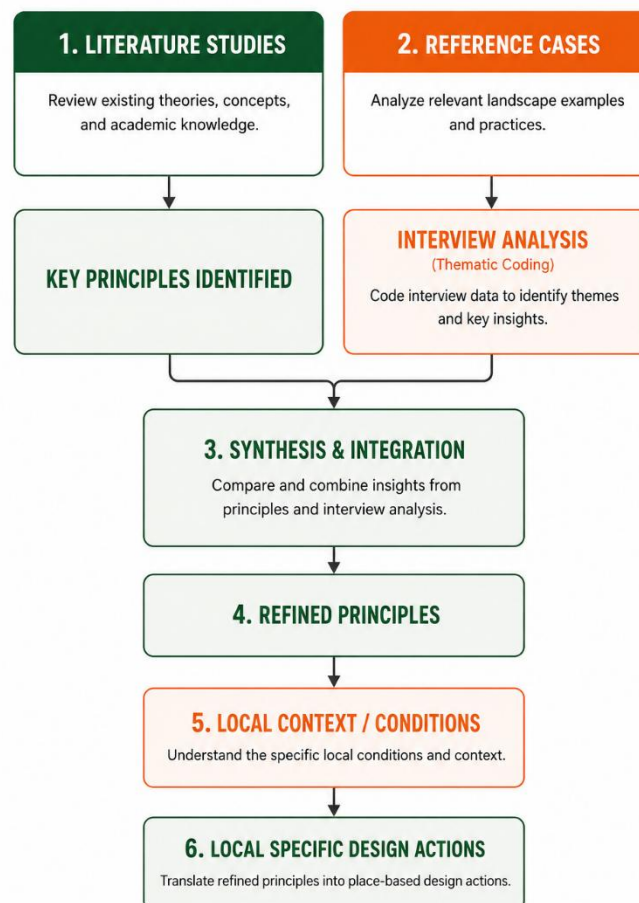 1. LITERATURE STUDIES
Review existing theories, concepts,
and academic knowledge.
2. REFERENCE CASES
Analyze relevant landscape examples
and practices.
KEY PRINCIPLES IDENTIFIED
INTERVIEW ANALYSIS
(Thematic Coding)
Code interview data to identify themes
and key insights.
3. SYNTHESIS & INTEGRATION
Compare and combine insights from
principles and interview analysis.
4. REFINED PRINCIPLES
5. LOCAL CONTEXT / CONDITIONS
Understand the specific local conditions and context.
6. LOCAL SPECIFIC DESIGN ACTIONS
Translate refined principles into place-based design actions.